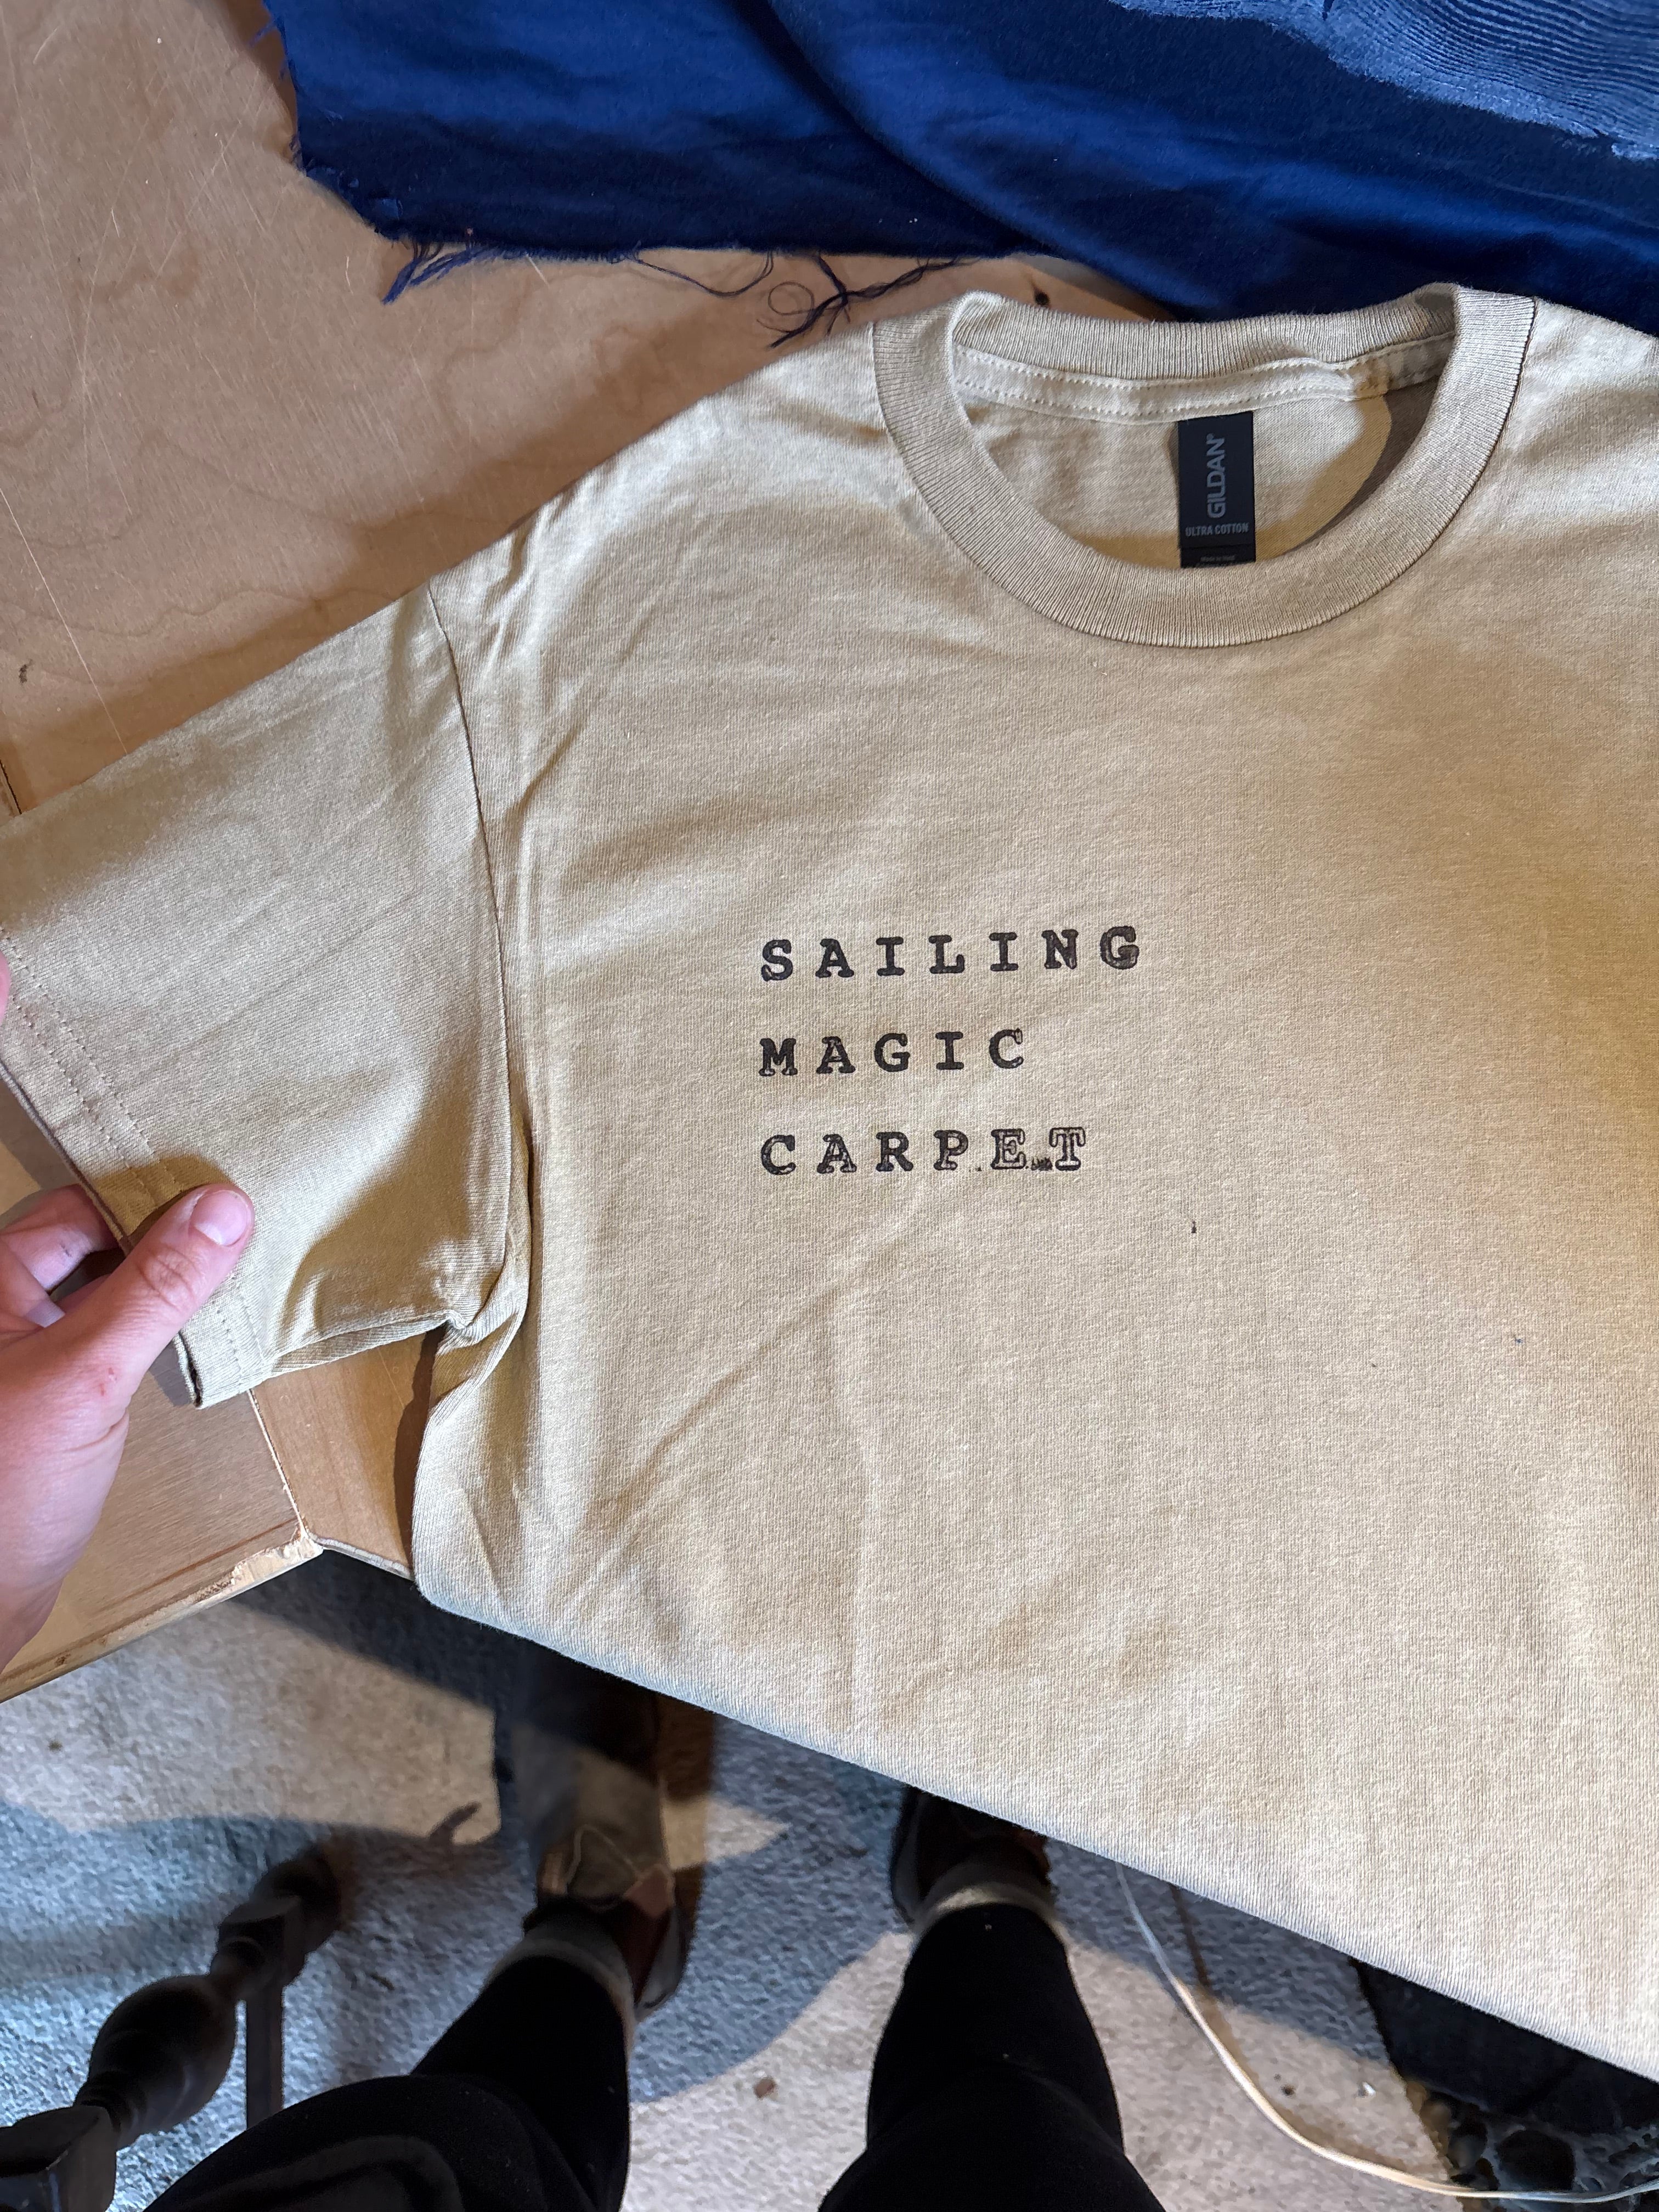 GILDAN®
ULTRA COTTON
SAILING
MAGIC
CARPET